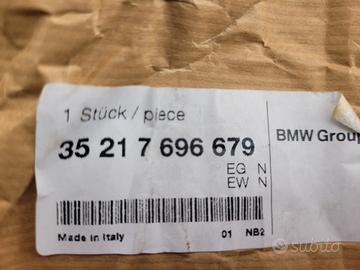 1 Stück / piece
35 21 7 696 679
BMW Group
EG N
EW N
Made in Italy
01 NB2
subito